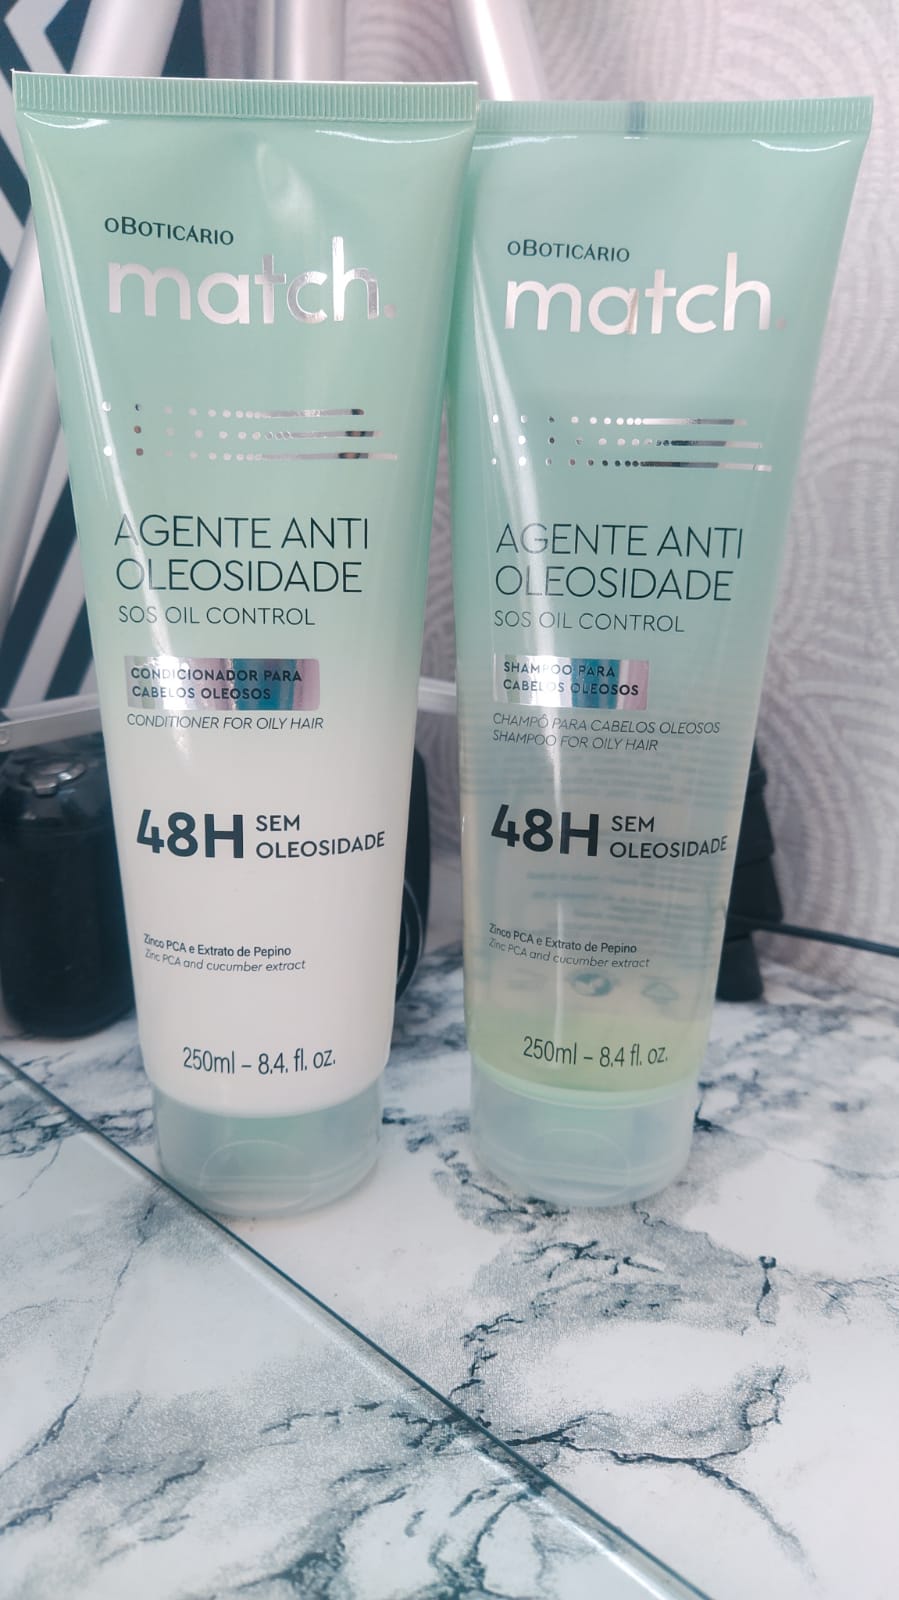 oBOTICÁRIO
match.
AGENTE ANTI
OLEOSIDADE
SOS OIL CONTROL
CONDICIONADOR PARA
CABELOS OLEOSOS
CONDITIONER FOR OILY HAIR
48H SEM
OLEOSIDADE
Zinco PCA e Extrato de Pepino
Zinc PCA and cucumber extract
250ml – 8.4. fl. oz.
oBOTICÁRIO
match.
AGENTE ANTI
OLEOSIDADE
SOS OIL CONTROL
SHAMPOO PARA
CABELOS OLEOSOS
CHAMPÔ PARA CABELOS OLEOSOS
SHAMPOO FOR OILY HAIR
48H SEM
OLEOSIDADE
Zinco PCA e Extrato de Pepino
Zinc PCA and cucumber extract
250ml – 8.4 fl. oz.